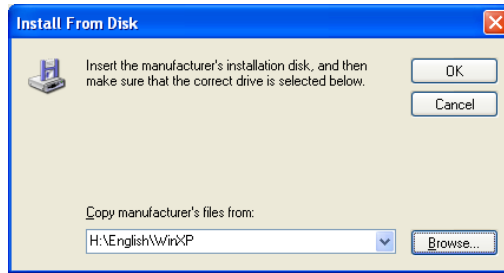 Install From Disk
Insert the manufacturer's installation disk, and then
make sure that the correct drive is selected below.
OK
Cancel
Copy manufacturer's files from:
H:\English\WinXP
Browse...